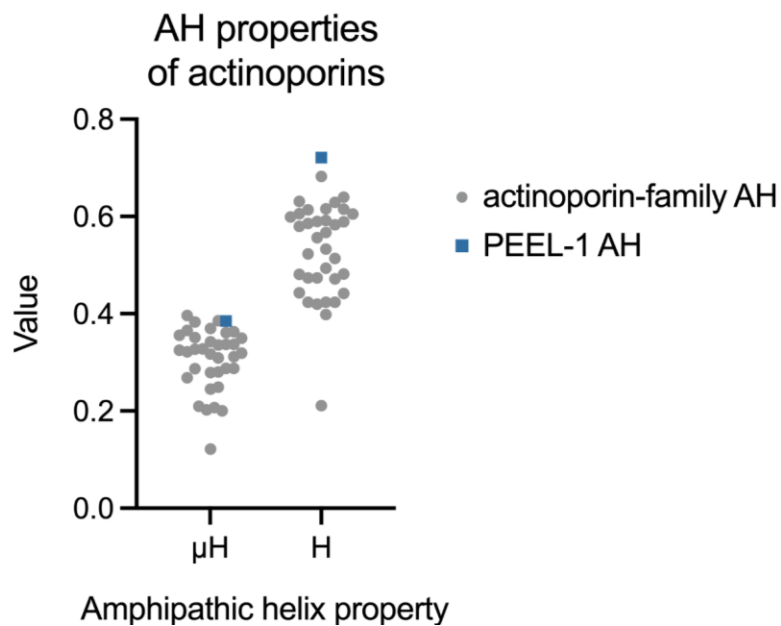 AH properties
of actinoporins
Value
0.8
0.6
0.4
0.2
0.0
µH H
Amphipathic helix property
actinoporin-family AH
PEEL-1 AH